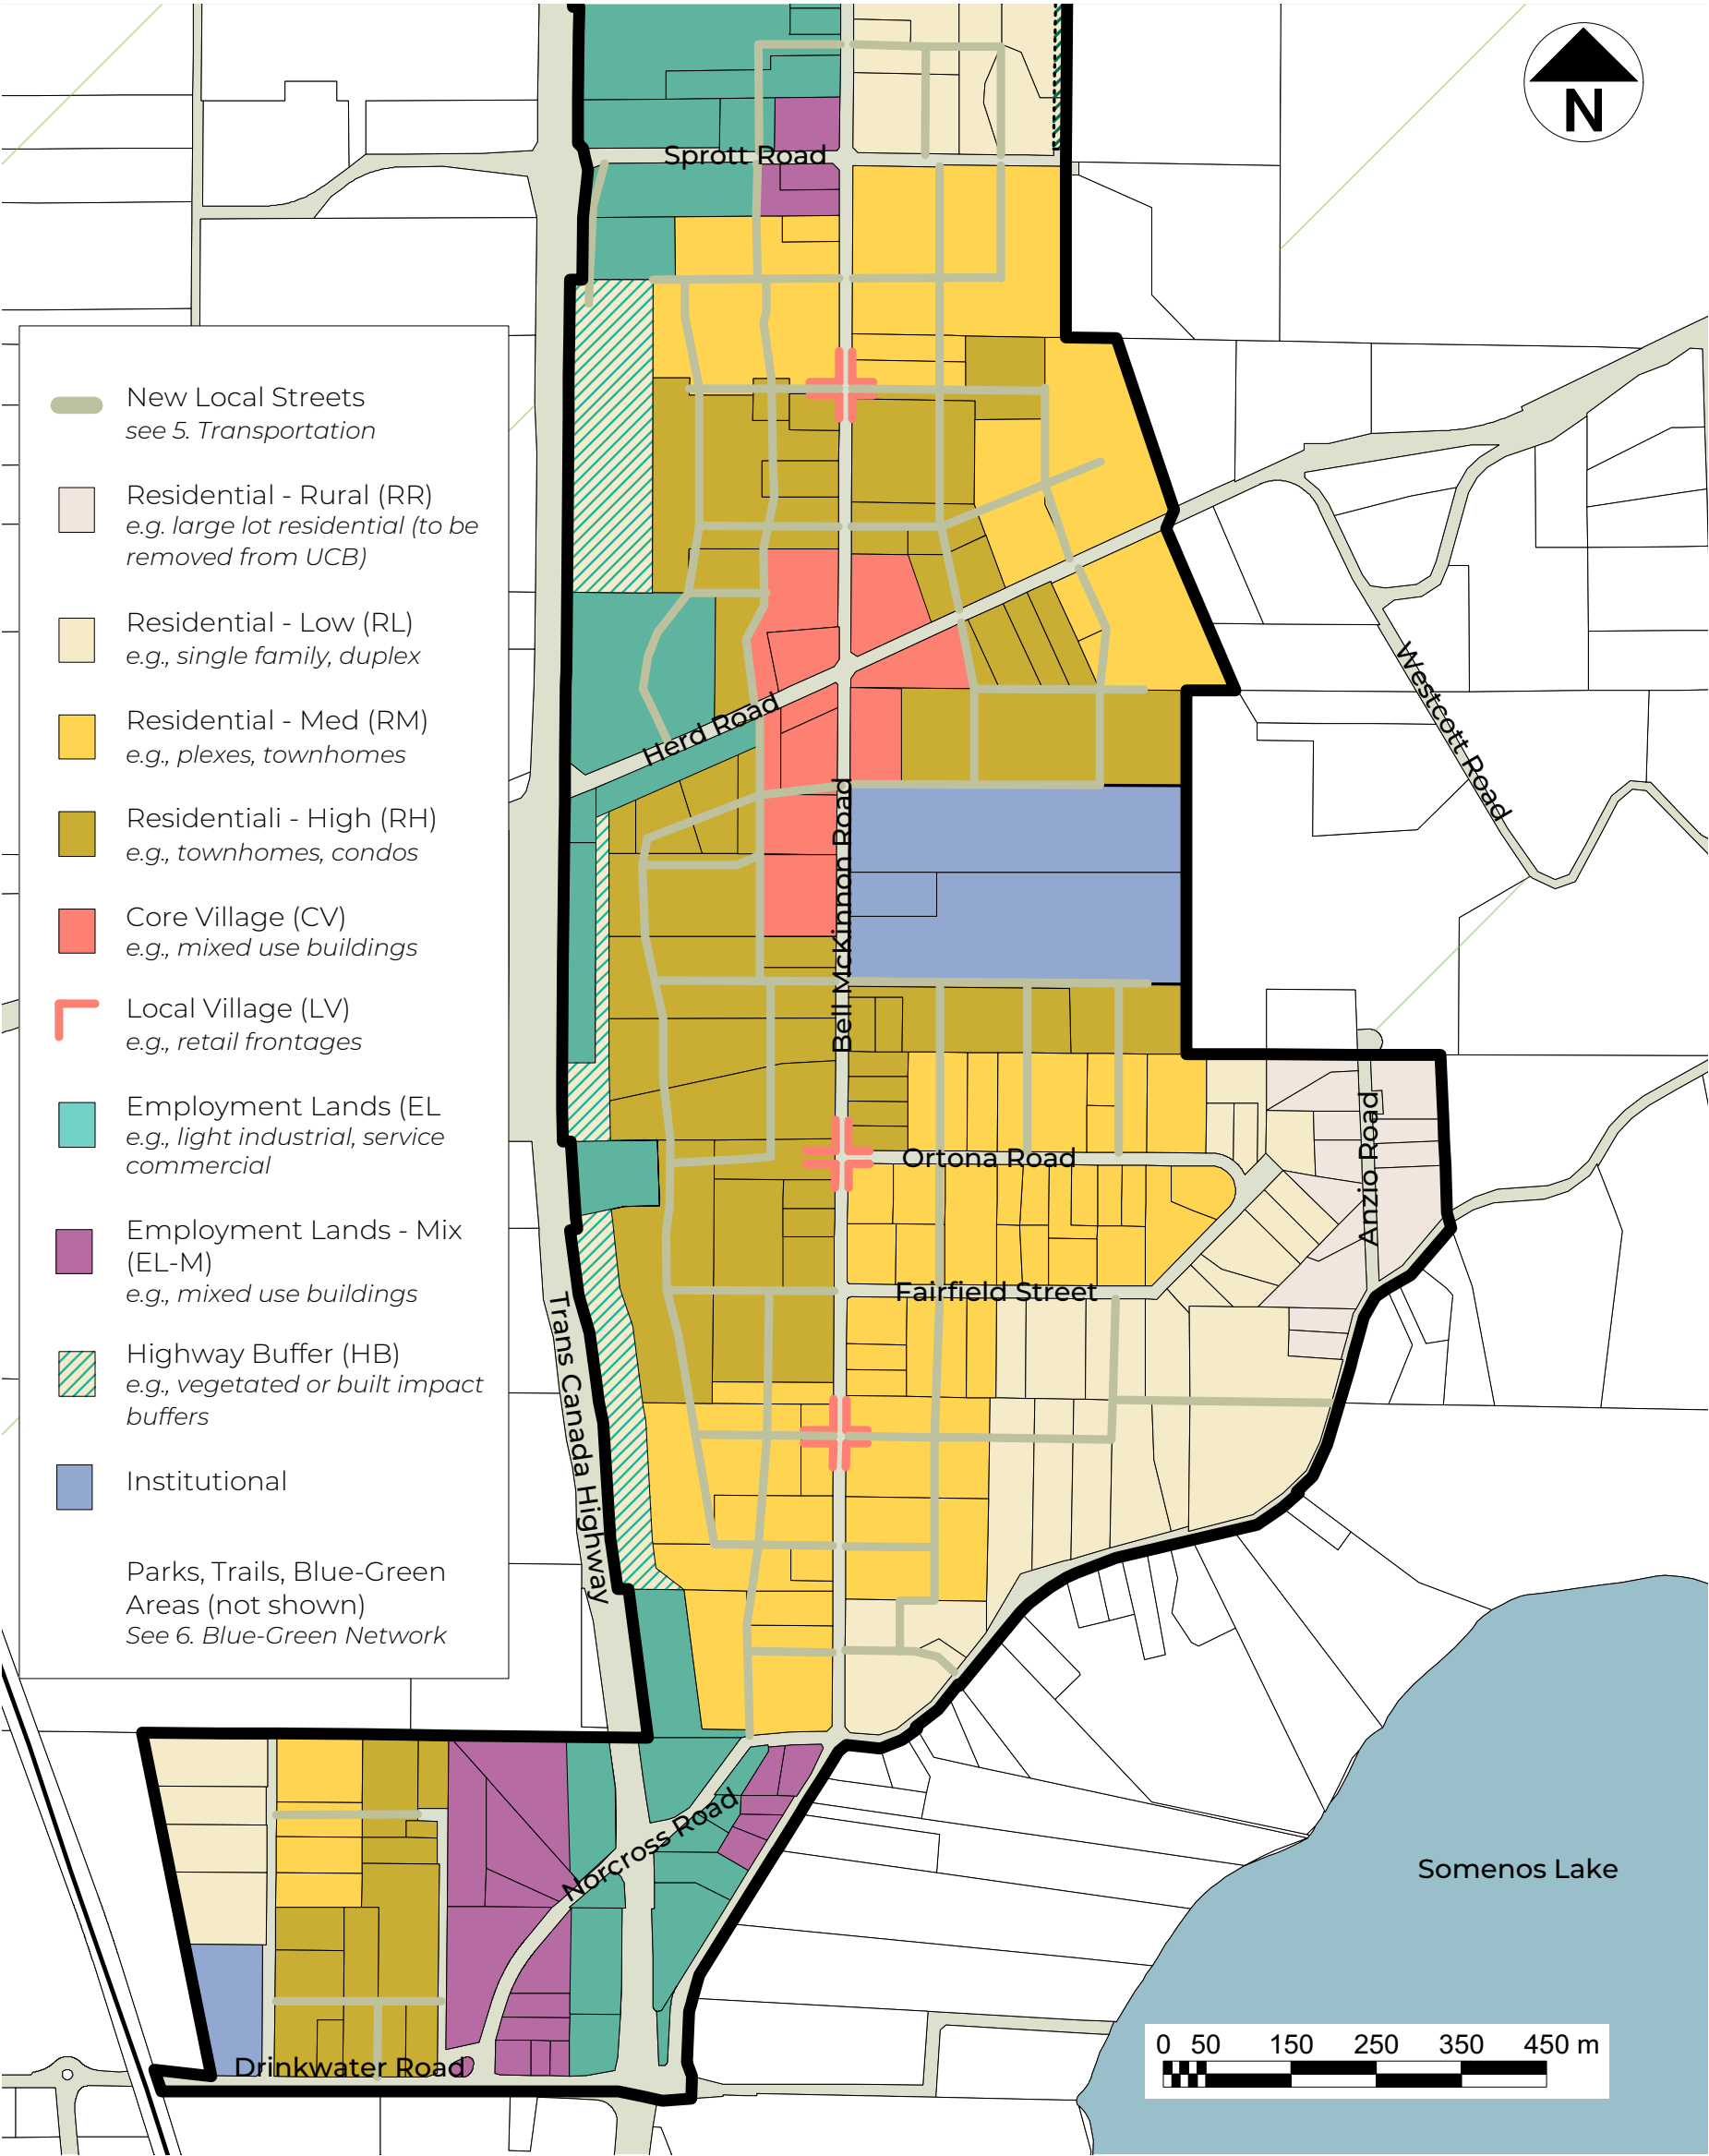 N
Sprott Road
New Local Streets
see 5. Transportation
Residential - Rural (RR)
e.g. large lot residential (to be
removed from UCB)
Residential - Low (RL)
e.g., single family, duplex
Residential - Med (RM)
e.g., plexes, townhomes
Residentiali - High (RH)
e.g., townhomes, condos
Core Village (CV)
e.g., mixed use buildings
Local Village (LV)
e.g., retail frontages
Employment Lands (EL
e.g., light industrial, service
commercial
Employment Lands - Mix
(EL-M)
e.g., mixed use buildings
Highway Buffer (HB)
e.g., vegetated or built impact
buffers
Institutional
Parks, Trails, Blue-Green
Areas (not shown)
See 6. Blue-Green Network
Herd Road
Westcott Road
Bell Mckinnon Road
Ortona Road
Anzio Road
Fairfield Street
Trans Canada Highway
Norcross Road
Somenos Lake
Drinkwater Road
0 50 150 250 350 450 m